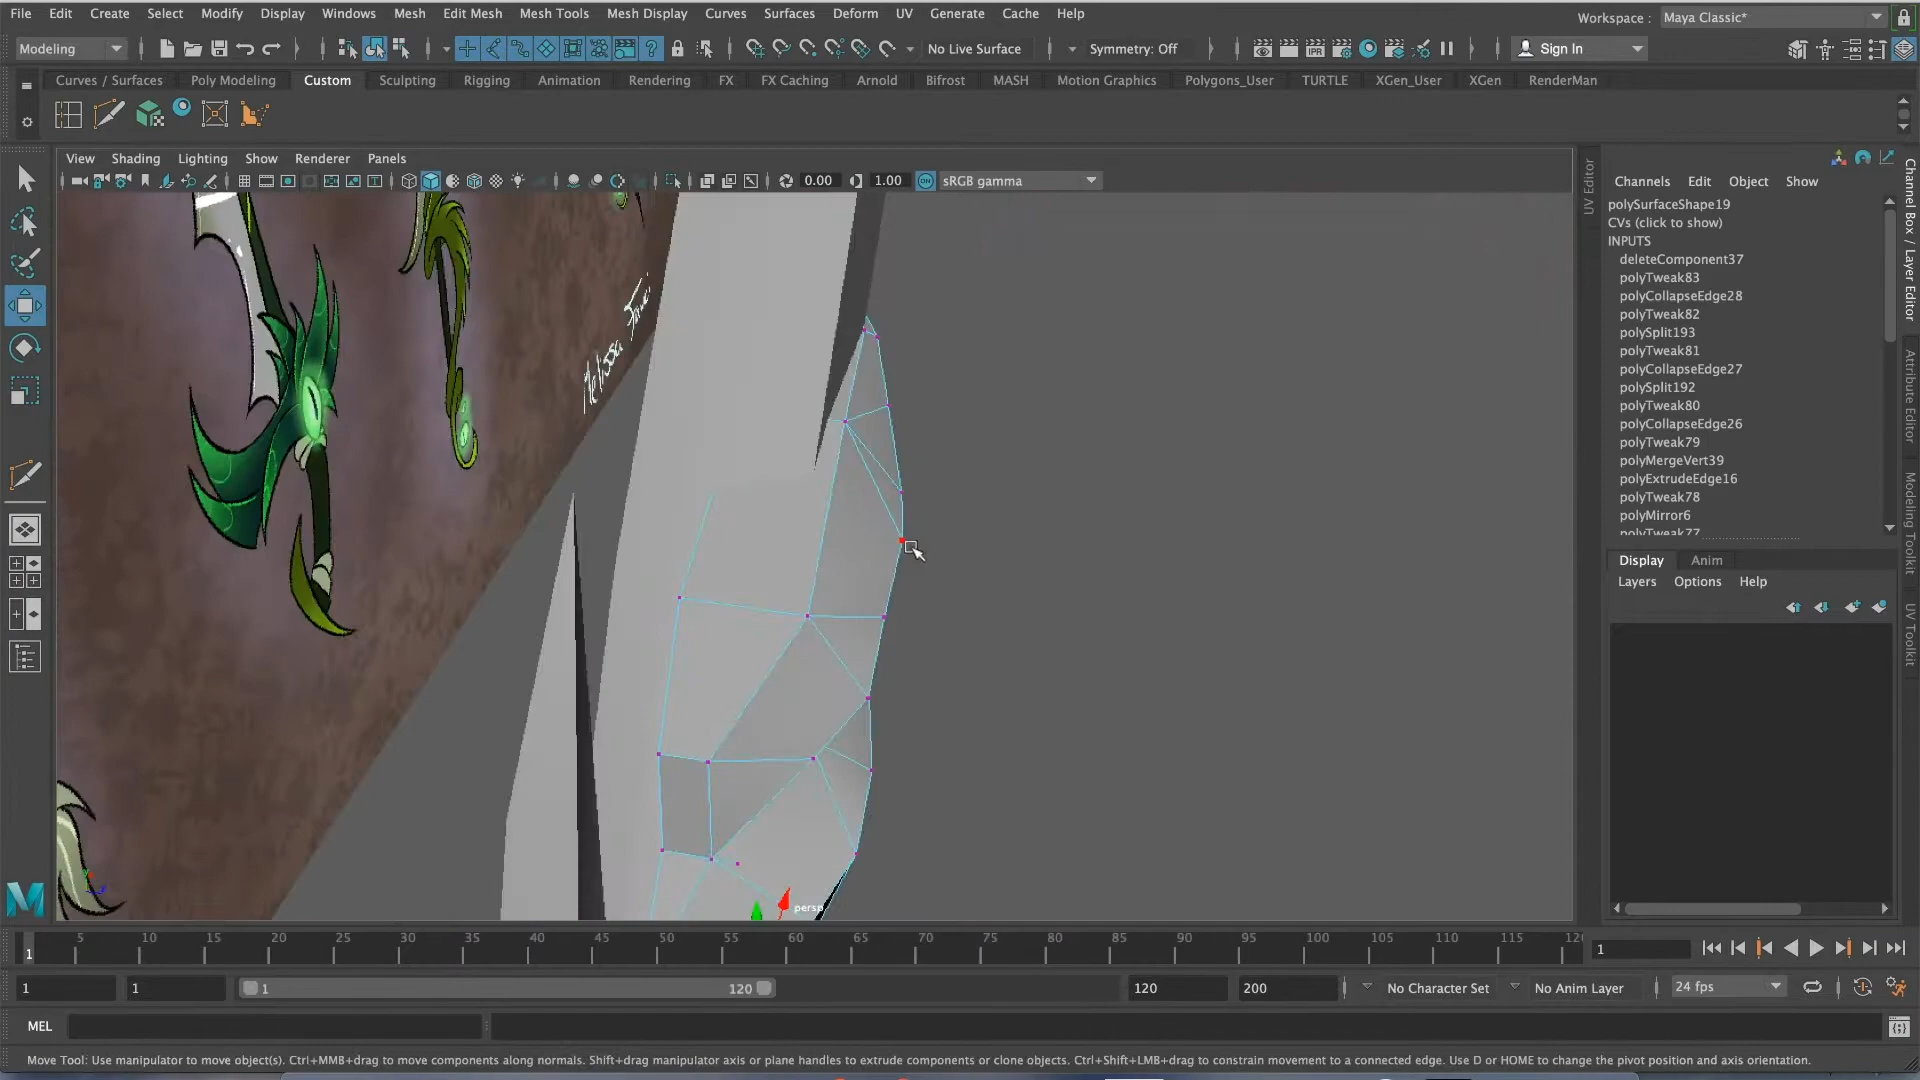 File Edit Create Select Modify Display Windows Mesh Edit Mesh Mesh Tools Mesh Display Curves Surfaces Deform UV Generate Cache Help
Workspace : Maya Classic*
Modeling
No Live Surface
Symmetry: Off
Sign In
Curves / Surfaces Poly Modeling Custom Sculpting Rigging Animation Rendering FX FX Caching Arnold Bifrost MASH Motion Graphics Polygons_User TURTLE XGen_User XGen RenderMan
View Shading Lighting Show Renderer Panels
0.00
1.00
ON
sRGB gamma
UV Editor
Channels Edit Object Show
polySurfaceShape19
CVs (click to show)
INPUTS
deleteComponent37
polyTweak83
polyCollapseEdge28
polyTweak82
polySplit193
polyTweak81
polyCollapseEdge27
polySplit192
polyTweak80
polyCollapseEdge26
polyTweak79
polyMergeVert39
polyExtrudeEdge16
polyTweak78
polyMirror6
polyTweak77
Display Anim
Layers Options Help
Channel Box / Layer Editor
Attribute Editor
Modeling Toolkit
UV Toolkit
persp
5 10 15 20 25 30 35 40 45 50 55 60 65 70 75 80 85 90 95 100 105 110 115 12
1
1
1
1
1
120
120
200
No Character Set
No Anim Layer
24 fps
MEL
Move Tool: Use manipulator to move object(s). Ctrl+MMB+drag to move components along normals. Shift+drag manipulator axis or plane handles to extrude components or clone objects. Ctrl+Shift+LMB+drag to constrain movement to a connected edge. Use D or HOME to change the pivot position and axis orientation.